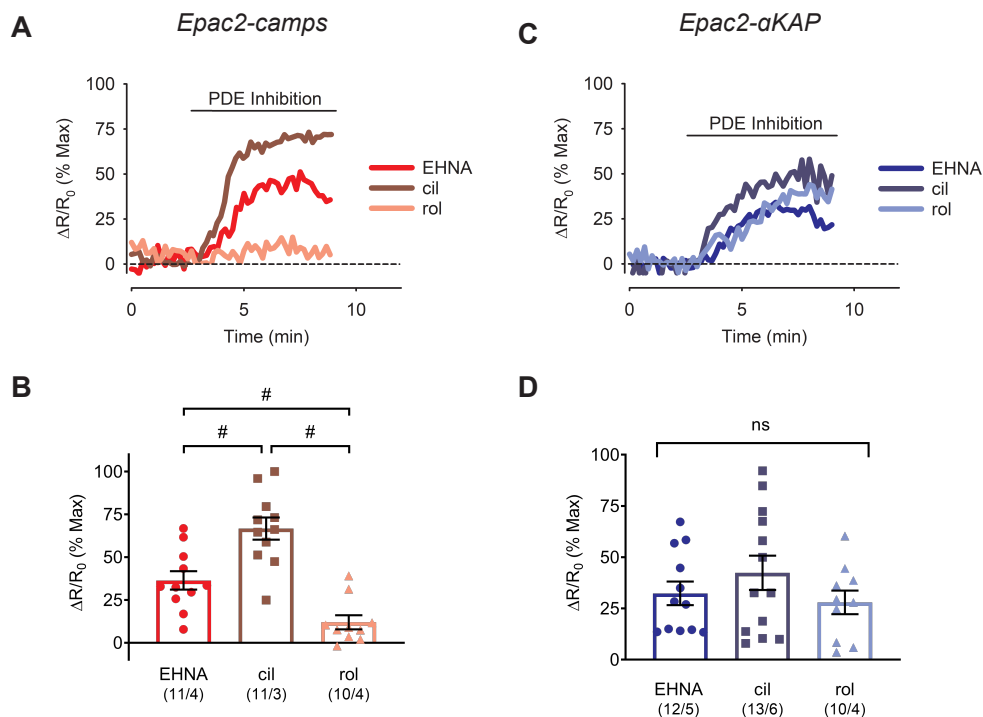 A
Epac2-camps
100
75
50
25
0
ΔR/R0 (% Max)
PDE Inhibition
EHNA
cil
rol
0
5
10
Time (min)
C
Epac2-αKAP
100
75
50
25
0
ΔR/R0 (% Max)
PDE Inhibition
EHNA
cil
rol
0
5
10
Time (min)
B
#
# #
100
75
50
25
0
ΔR/R0 (% Max)
EHNA cil rol
(11/4) (11/3) (10/4)
D
ns
100
75
50
25
0
ΔR/R0 (% Max)
EHNA cil rol
(12/5) (13/6) (10/4)